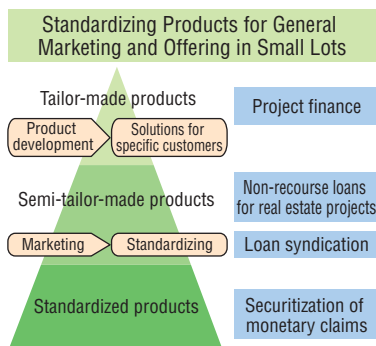 Standardizing Products for General
Marketing and Offering in Small Lots
Tailor-made products
Project finance
Product
development
Solutions for
specific customers
Semi-tailor-made products
Non-recourse loans
for real estate projects
Marketing
Standardizing
Loan syndication
Standardized products
Securitization of
monetary claims